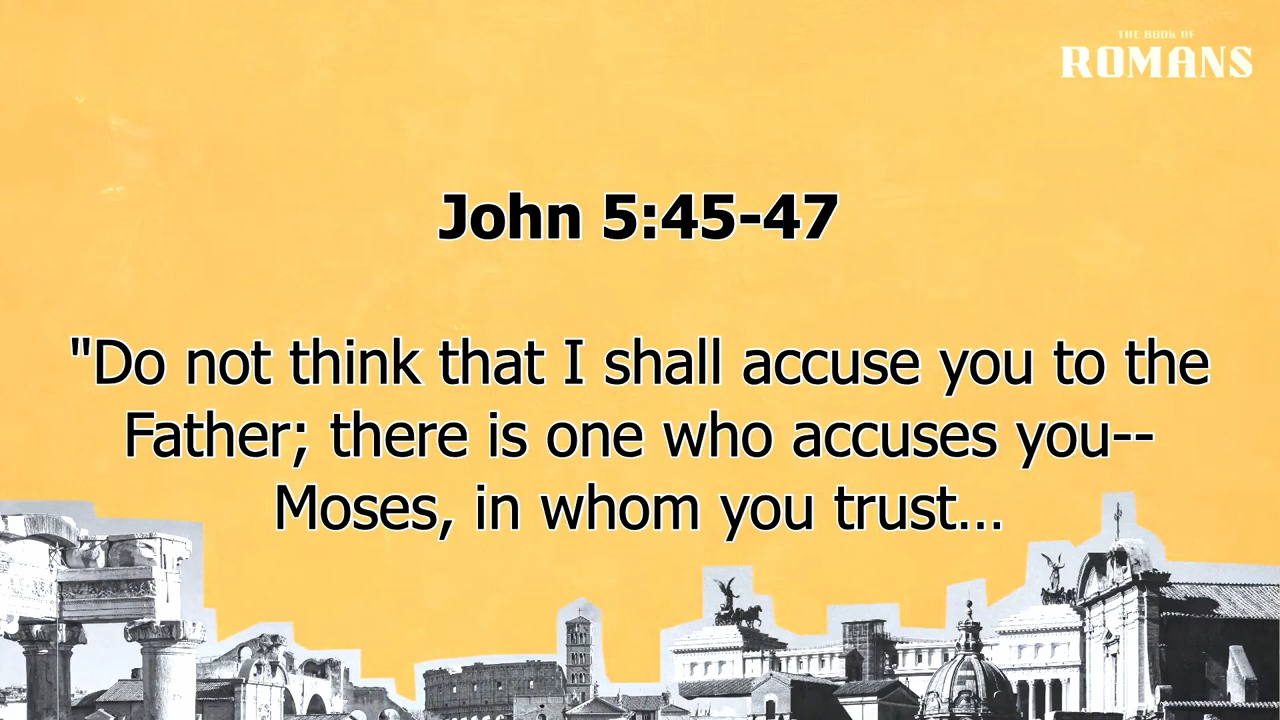 THE BOOK OF
ROMANS
John 5:45-47
"Do not think that I shall accuse you to the
Father; there is one who accuses you--
Moses, in whom you trust...